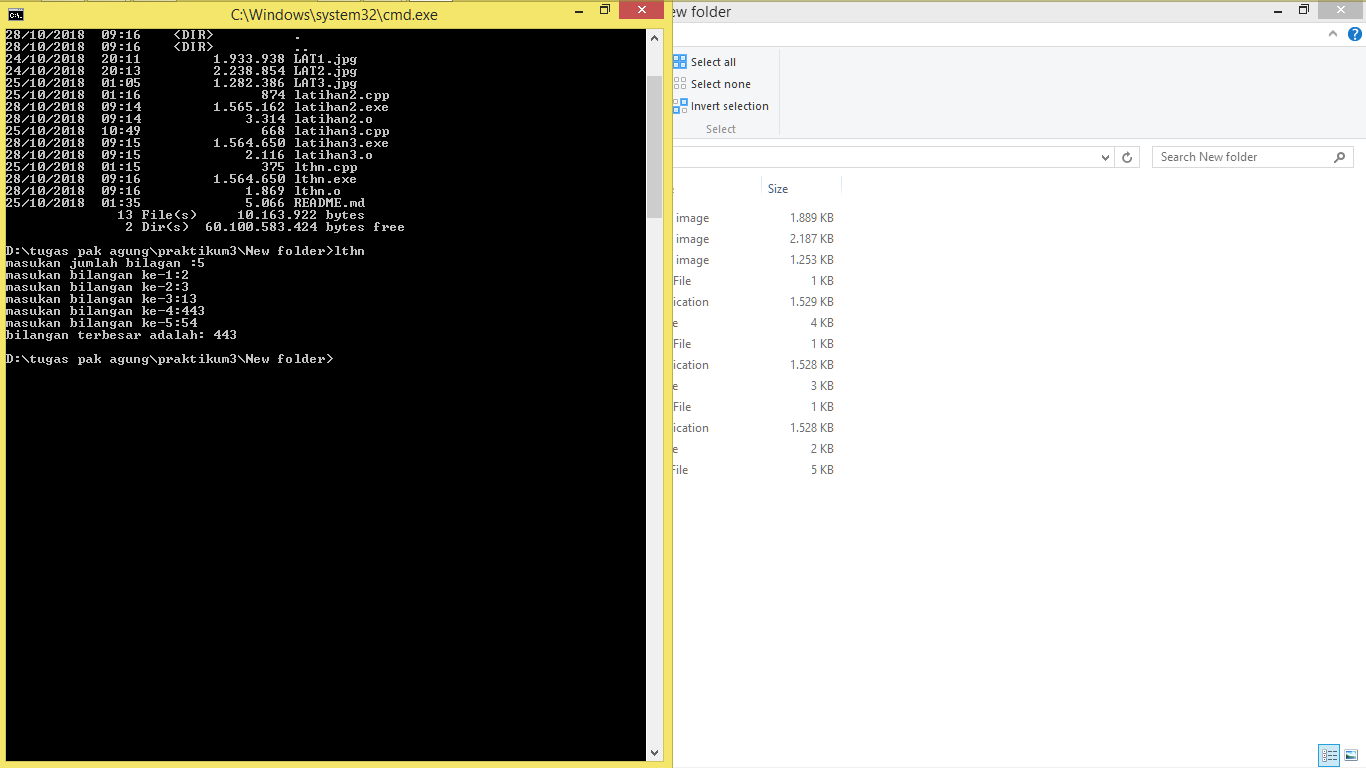 C:\Windows\system32\cmd.exe
28/10/2018  09:16    <DIR>          .
28/10/2018  09:16    <DIR>          ..
24/10/2018  20:11         1.933.938 LAT1.jpg
24/10/2018  20:13         2.238.854 LAT2.jpg
25/10/2018  01:05         1.282.386 LAT3.jpg
25/10/2018  01:16               874 latihan2.cpp
28/10/2018  09:14         1.565.162 latihan2.exe
28/10/2018  09:14             3.314 latihan2.o
25/10/2018  10:49               668 latihan3.cpp
28/10/2018  09:15         1.564.650 latihan3.exe
28/10/2018  09:15             2.116 latihan3.o
25/10/2018  01:15               375 lthn.cpp
28/10/2018  09:16         1.564.650 lthn.exe
28/10/2018  09:16             1.869 lthn.o
25/10/2018  01:35             5.066 README.md
13 File(s)     10.163.922 bytes
2 Dir(s)  60.100.583.424 bytes free
D:\tugas pak agung\praktikum3\New folder>lthn
masukan jumlah bilagan :5
masukan bilangan ke-1:2
masukan bilangan ke-2:3
masukan bilangan ke-3:13
masukan bilangan ke-4:443
masukan bilangan ke-5:54
bilangan terbesar adalah: 443
D:\tugas pak agung\praktikum3\New folder>
ew folder
Select all
Select none
Invert selection
Select
Search New folder
Size
image 1.889 KB
image 2.187 KB
image 1.253 KB
File 1 KB
ication 1.529 KB
e 4 KB
File 1 KB
ication 1.528 KB
e 3 KB
File 1 KB
ication 1.528 KB
e 2 KB
File 5 KB